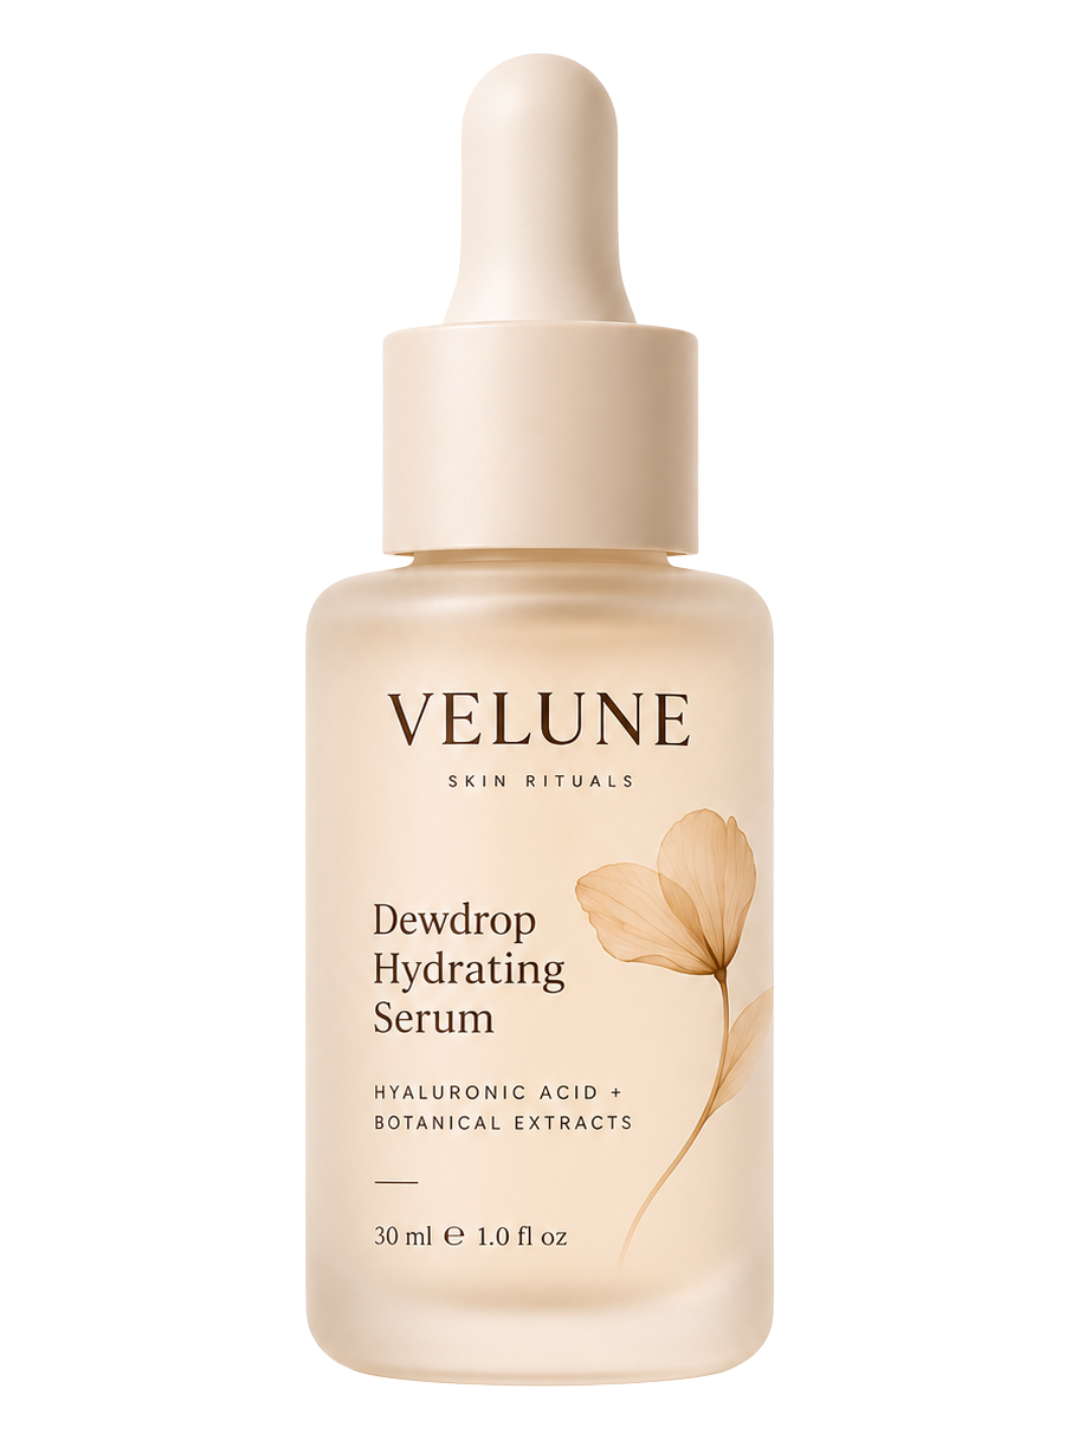 VELUNE
SKIN RITUALS
Dewdrop
Hydrating
Serum
HYALURONIC ACID +
BOTANICAL EXTRACTS
30 ml ℮ 1.0 fl oz